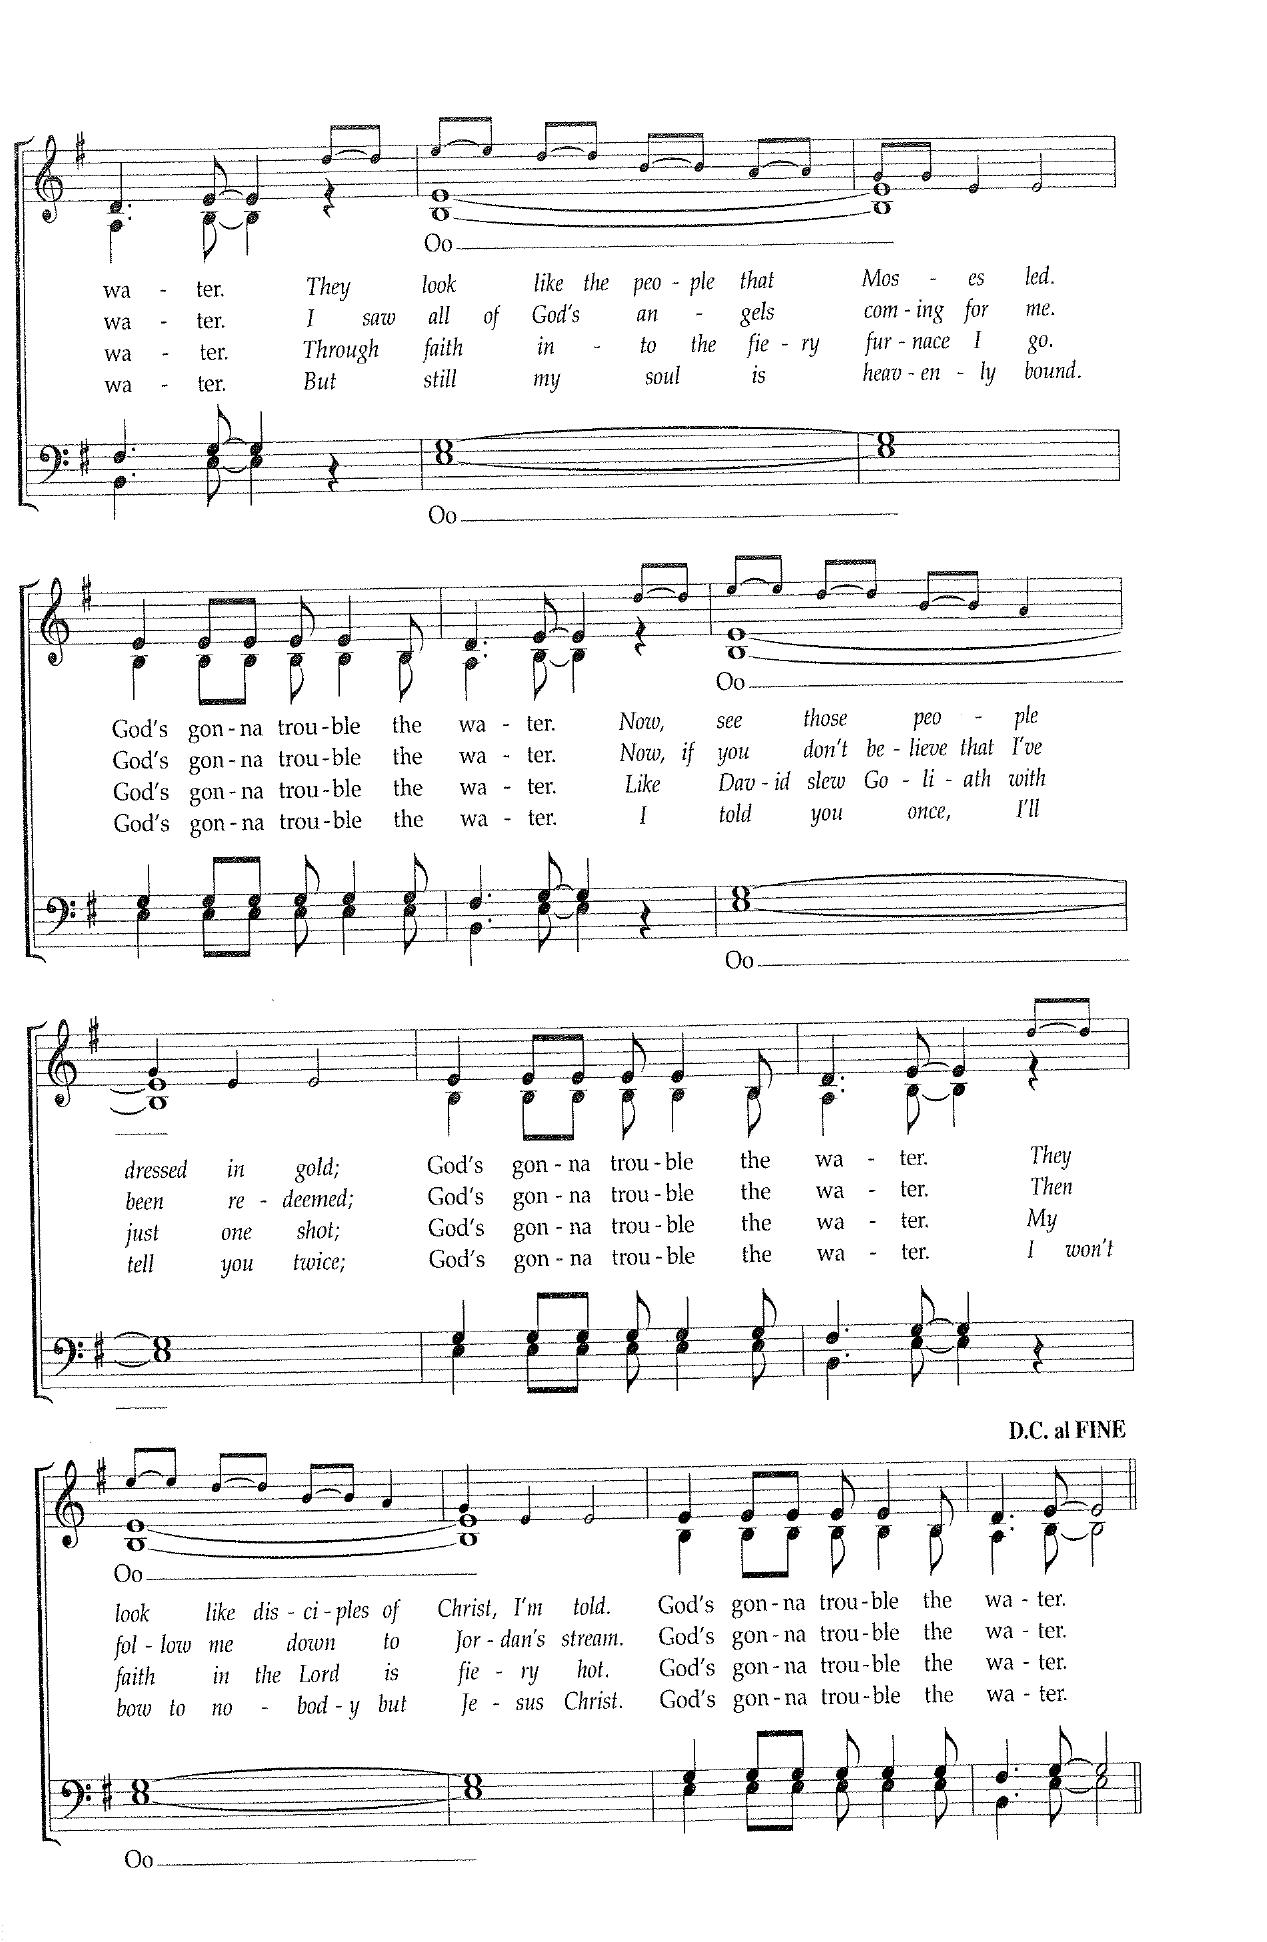 Oo
wa - ter. They look like the peo - ple that Mos - es led.
wa - ter. I saw all of God's an - gels com - ing for me.
wa - ter. Through faith in - to the fie - ry fur - nace I go.
wa - ter. But still my soul is heav - en - ly bound.
Oo
Oo
God's gon - na trou - ble the wa - ter. Now, see those peo - ple
God's gon - na trou - ble the wa - ter. Now, if you don't be - lieve that I've
God's gon - na trou - ble the wa - ter. Like Dav - id slew Go - li - ath with
God's gon - na trou - ble the wa - ter. I told you once, I'll
Oo
dressed in gold; God's gon - na trou - ble the wa - ter. They
been re - deemed; God's gon - na trou - ble the wa - ter. Then
just one shot; God's gon - na trou - ble the wa - ter. My
tell you twice; God's gon - na trou - ble the wa - ter. I won't
D.C. al FINE
Oo
look like dis - ci - ples of Christ, I'm told. God's gon - na trou - ble the wa - ter.
fol - low me down to Jor - dan's stream. God's gon - na trou - ble the wa - ter.
faith in the Lord is fie - ry hot. God's gon - na trou - ble the wa - ter.
bow to no - bod - y but Je - sus Christ. God's gon - na trou - ble the wa - ter.
Oo